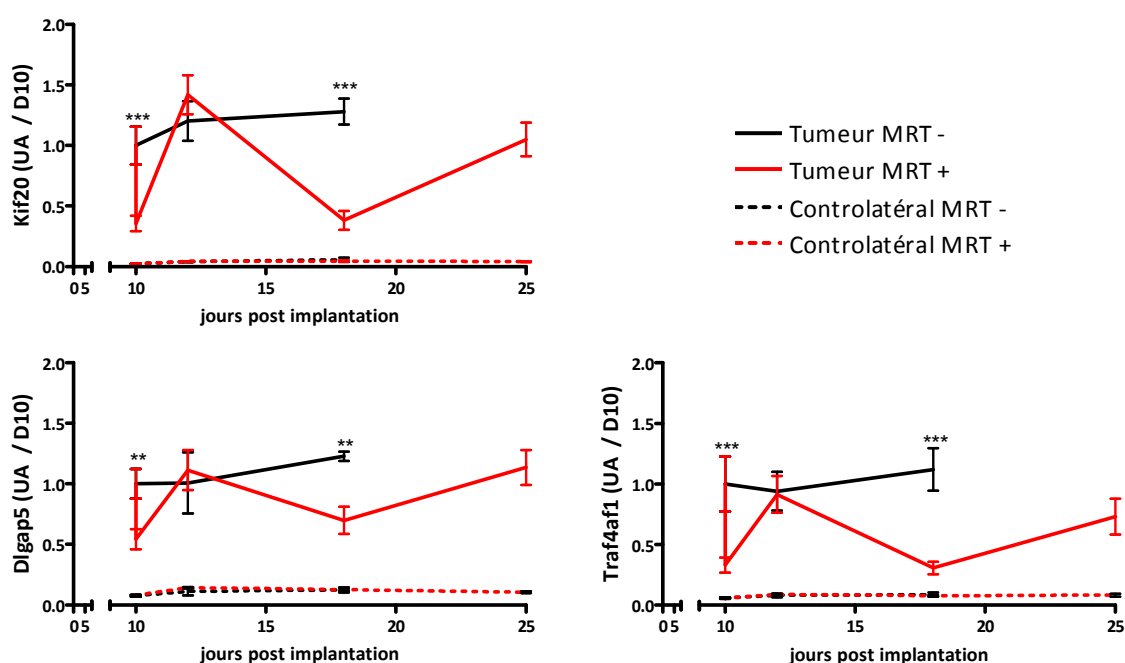 2.0
1.5
1.0
0.5
0.0
Kif20 (UA / D10)
***
***
0 5 10 15 20 25
jours post implantation
Tumeur MRT -
Tumeur MRT +
Controlatéral MRT -
Controlatéral MRT +
2.0
1.5
1.0
0.5
0.0
Dlgap5 (UA / D10)
**
**
0 5 10 15 20 25
jours post implantation
2.0
1.5
1.0
0.5
0.0
Traf4af1 (UA / D10)
***
***
0 5 10 15 20 25
jours post implantation